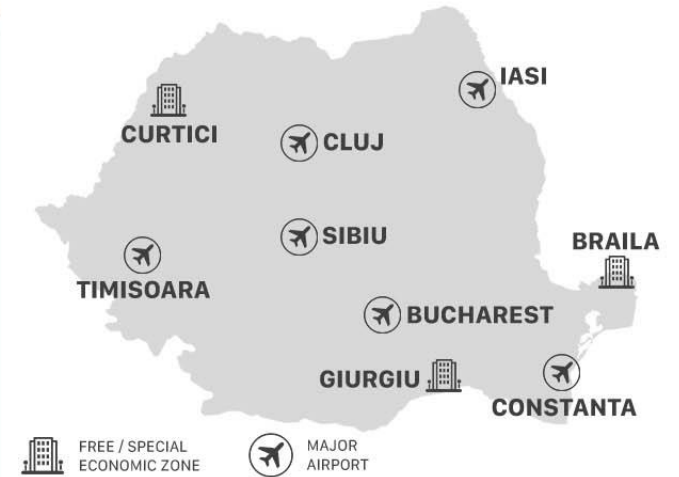 IASI
CURTICI
CLUJ
SIBIU
BRAILA
TIMISOARA
BUCHAREST
GIURGIU
CONSTANTA
FREE / SPECIAL
ECONOMIC ZONE
MAJOR
AIRPORT